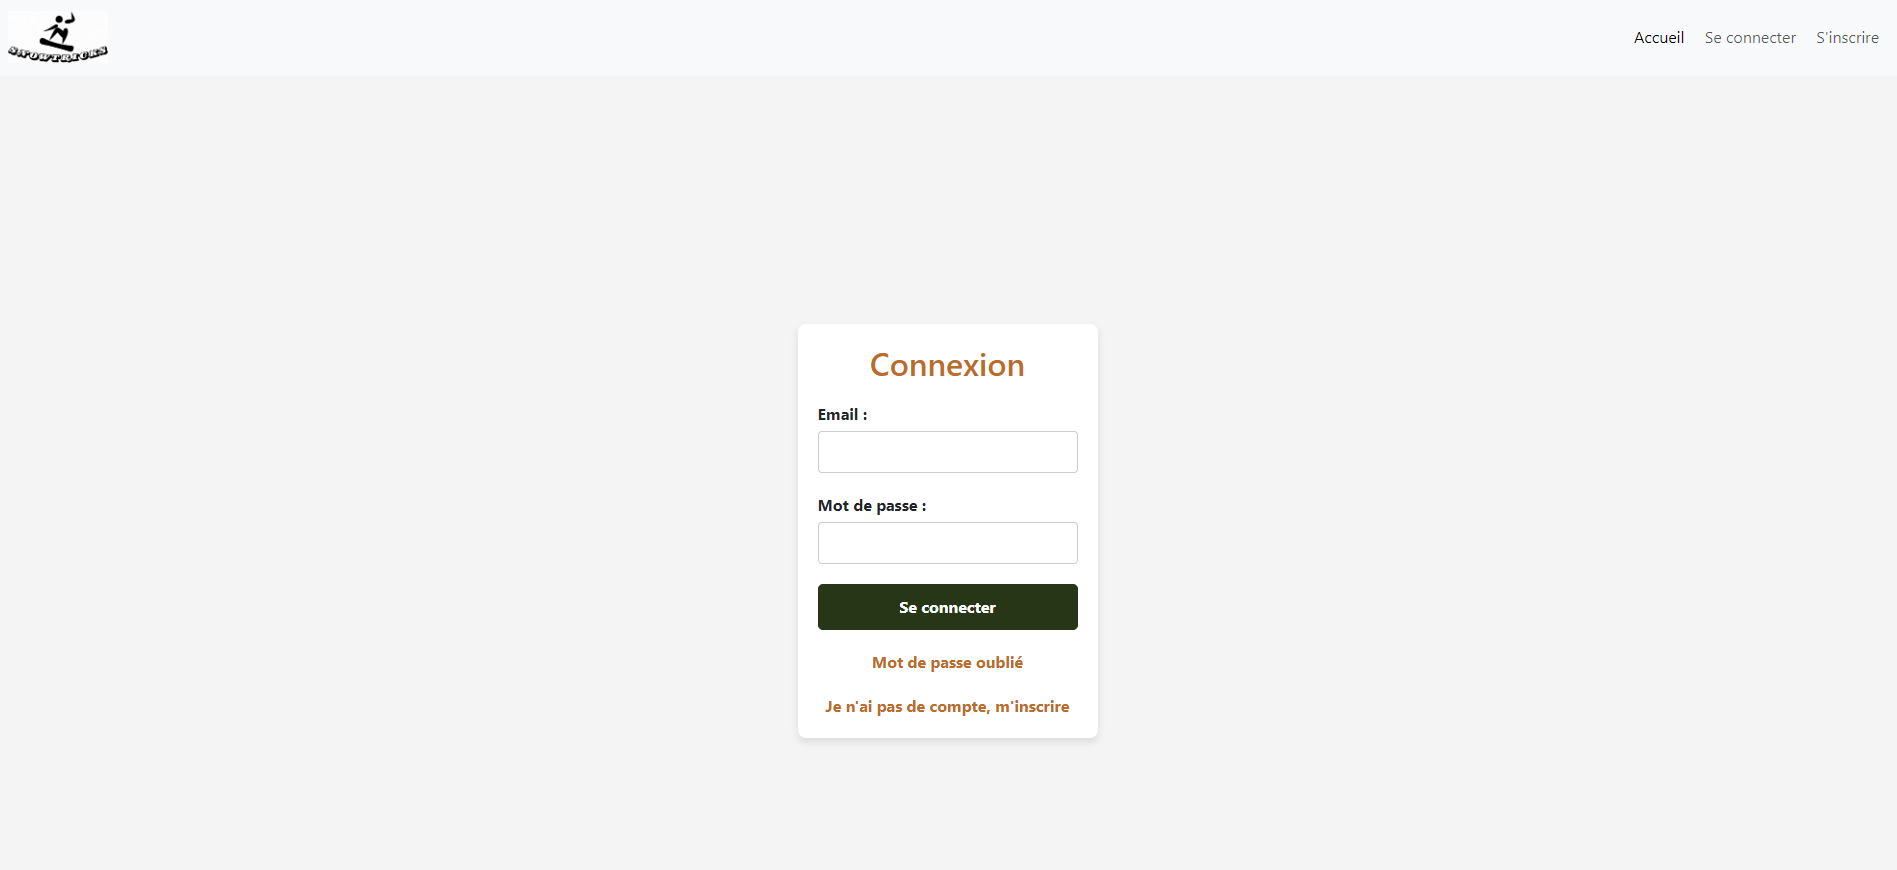 SNOWTRICKS
Accueil Se connecter S'inscrire
Connexion
Email :
Mot de passe :
Se connecter
Mot de passe oublié
Je n'ai pas de compte, m'inscrire